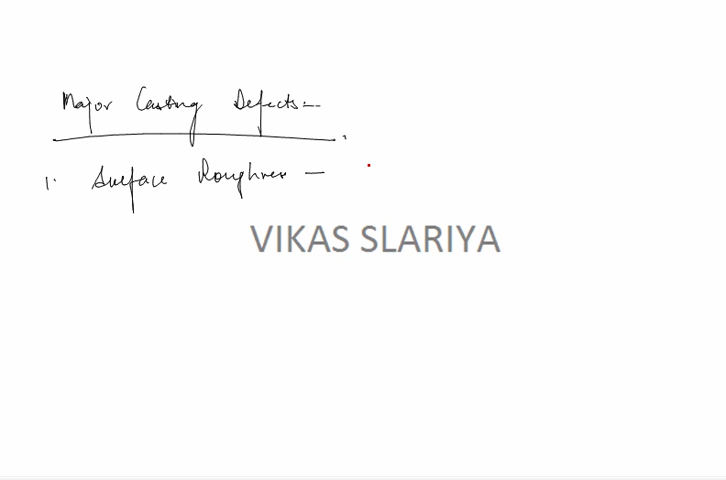 Major Casting Defects:-
1. Surface Roughness -
VIKAS SLARIYA